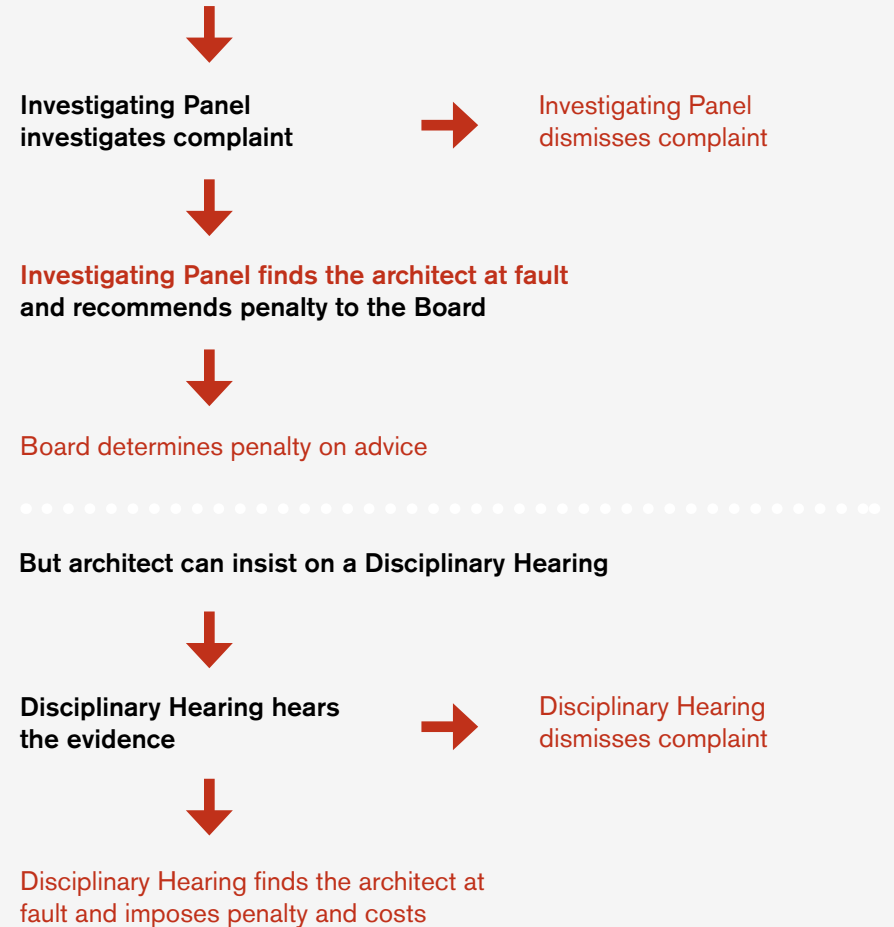 Investigating Panel
investigates complaint
Investigating Panel
dismisses complaint
Investigating Panel finds the architect at fault
and recommends penalty to the Board
Board determines penalty on advice
But architect can insist on a Disciplinary Hearing
Disciplinary Hearing hears
the evidence
Disciplinary Hearing
dismisses complaint
Disciplinary Hearing finds the architect at
fault and imposes penalty and costs